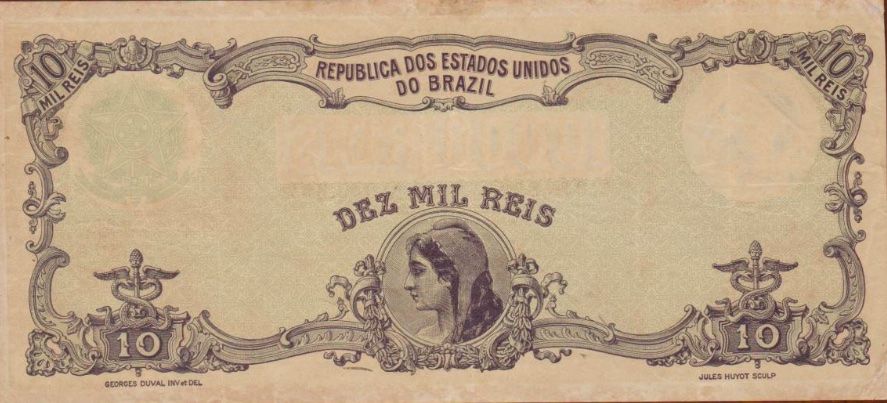 10
MIL REIS
REPUBLICA DOS ESTADOS UNIDOS
DO BRAZIL
10
MIL REIS
DEZ MIL REIS
10
10
GEORGES DUVAL INV et DEL
JULES HUYOT SCULP